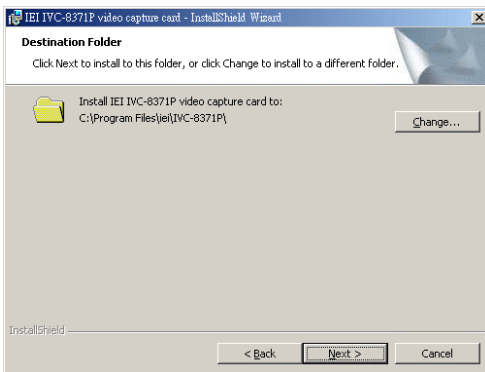 IEI IVC-8371P video capture card - InstallShield Wizard
Destination Folder
Click Next to install to this folder, or click Change to install to a different folder.
Install IEI IVC-8371P video capture card to:
C:\Program Files\iei\IVC-8371P\
Change...
InstallShield
< Back
Next >
Cancel